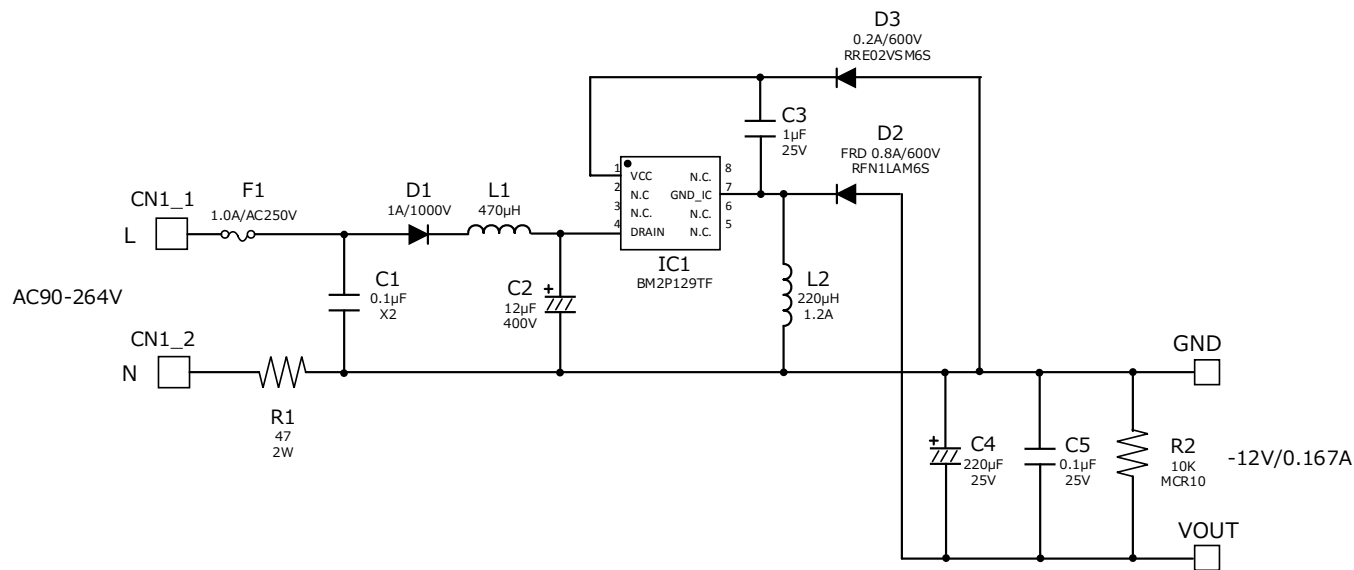 D3
0.2A/600V
RRE02VSM6S
C3
1µF
25V
D2
FRD 0.8A/600V
RFN1LAM6S
1
VCC
N.C.
8
2
N.C
GND_IC
7
3
N.C.
N.C.
6
4
DRAIN
N.C.
5
IC1
BM2P129TF
CN1_1
L
F1
1.0A/AC250V
D1
1A/1000V
L1
470µH
C1
0.1µF
X2
C2
+
12µF
400V
L2
220µH
1.2A
AC90-264V
CN1_2
N
R1
47
2W
GND
+
C4
220µF
25V
C5
0.1µF
25V
R2
10K
MCR10
-12V/0.167A
VOUT